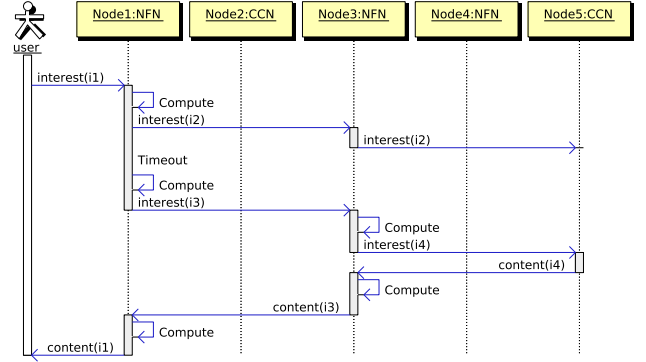 Node1:NFN Node2:CCN Node3:NFN Node4:NFN Node5:CCN
user
interest(i1)
Compute
interest(i2)
interest(i2)
Timeout
Compute
interest(i3)
Compute
interest(i4)
content(i4)
Compute
content(i3)
Compute
content(i1)